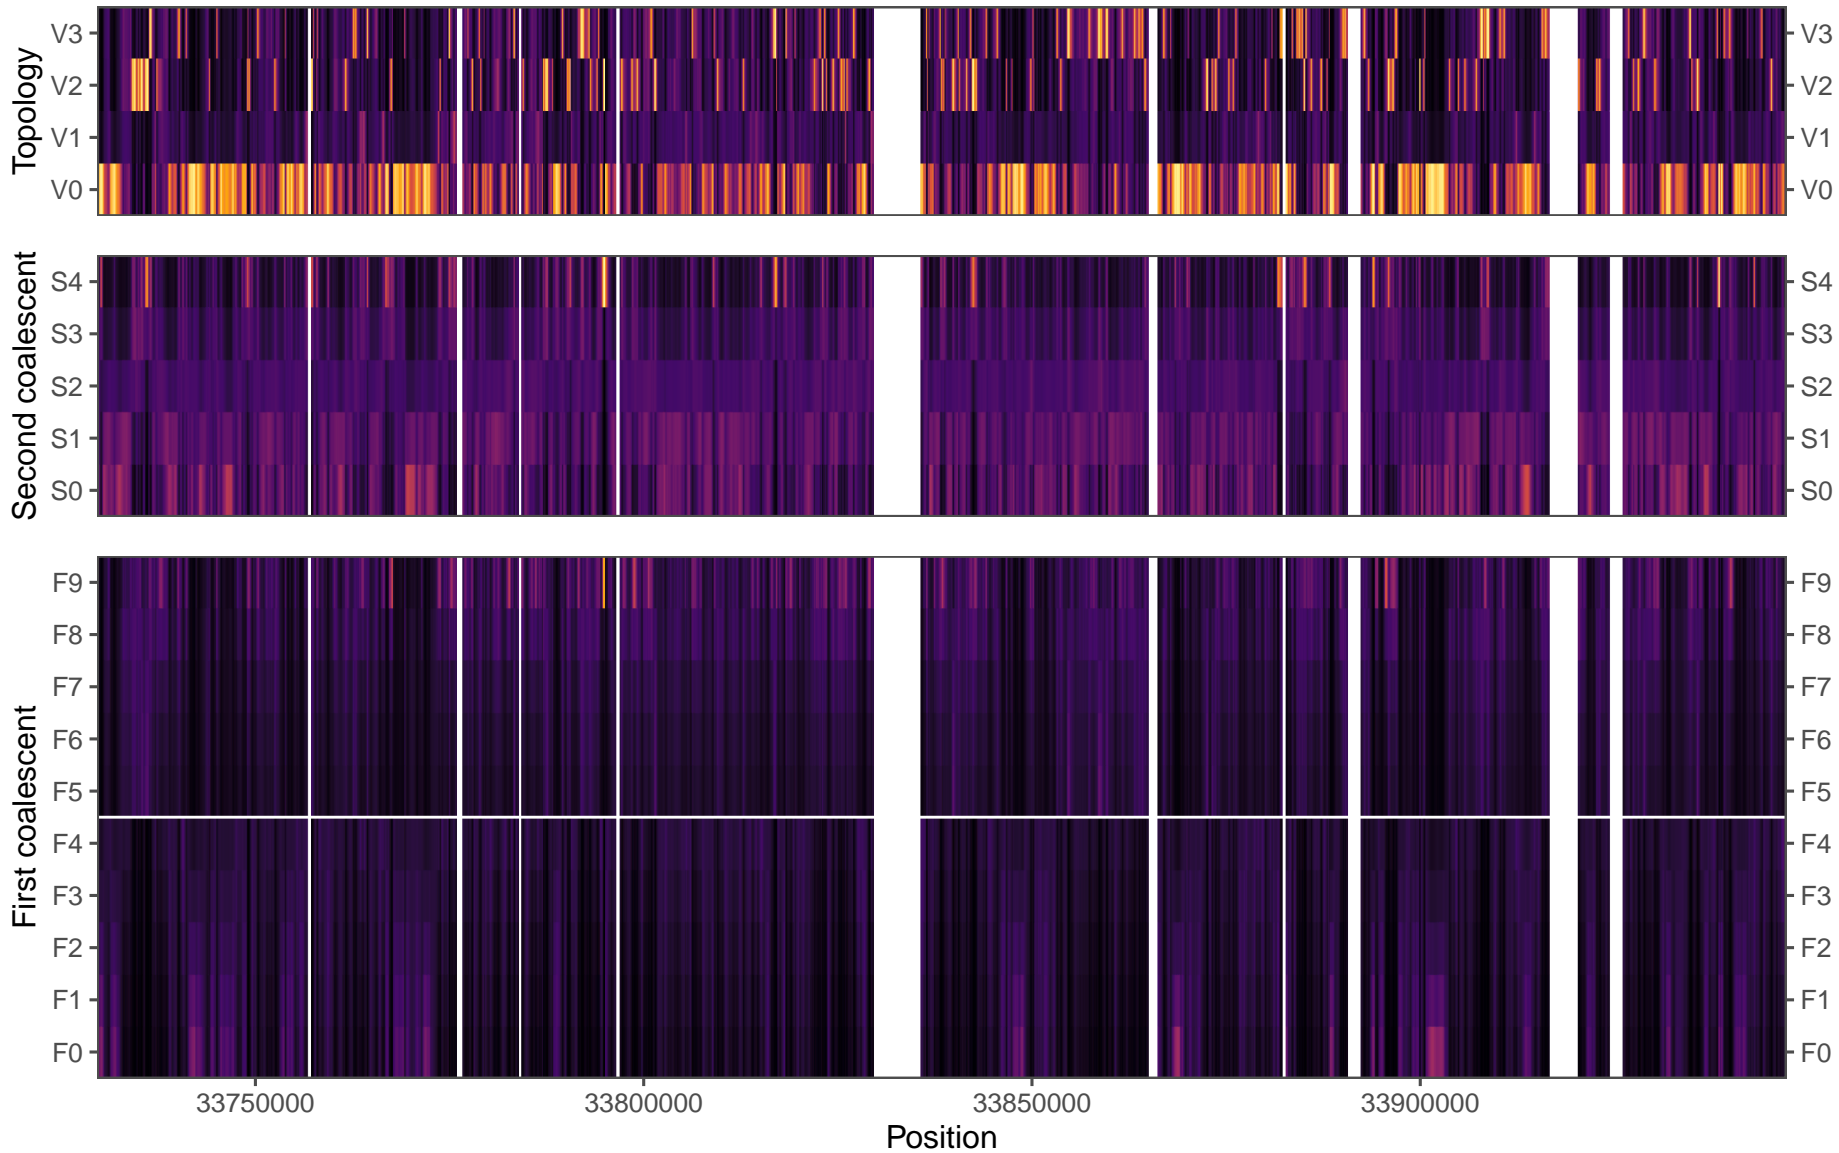 Topology
V3
V2
V1
V0
V3
V2
V1
V0
Second coalescent
S4
S3
S2
S1
S0
S4
S3
S2
S1
S0
First coalescent
F9
F8
F7
F6
F5
F4
F3
F2
F1
F0
F9
F8
F7
F6
F5
F4
F3
F2
F1
F0
33750000 33800000 33850000 33900000
Position